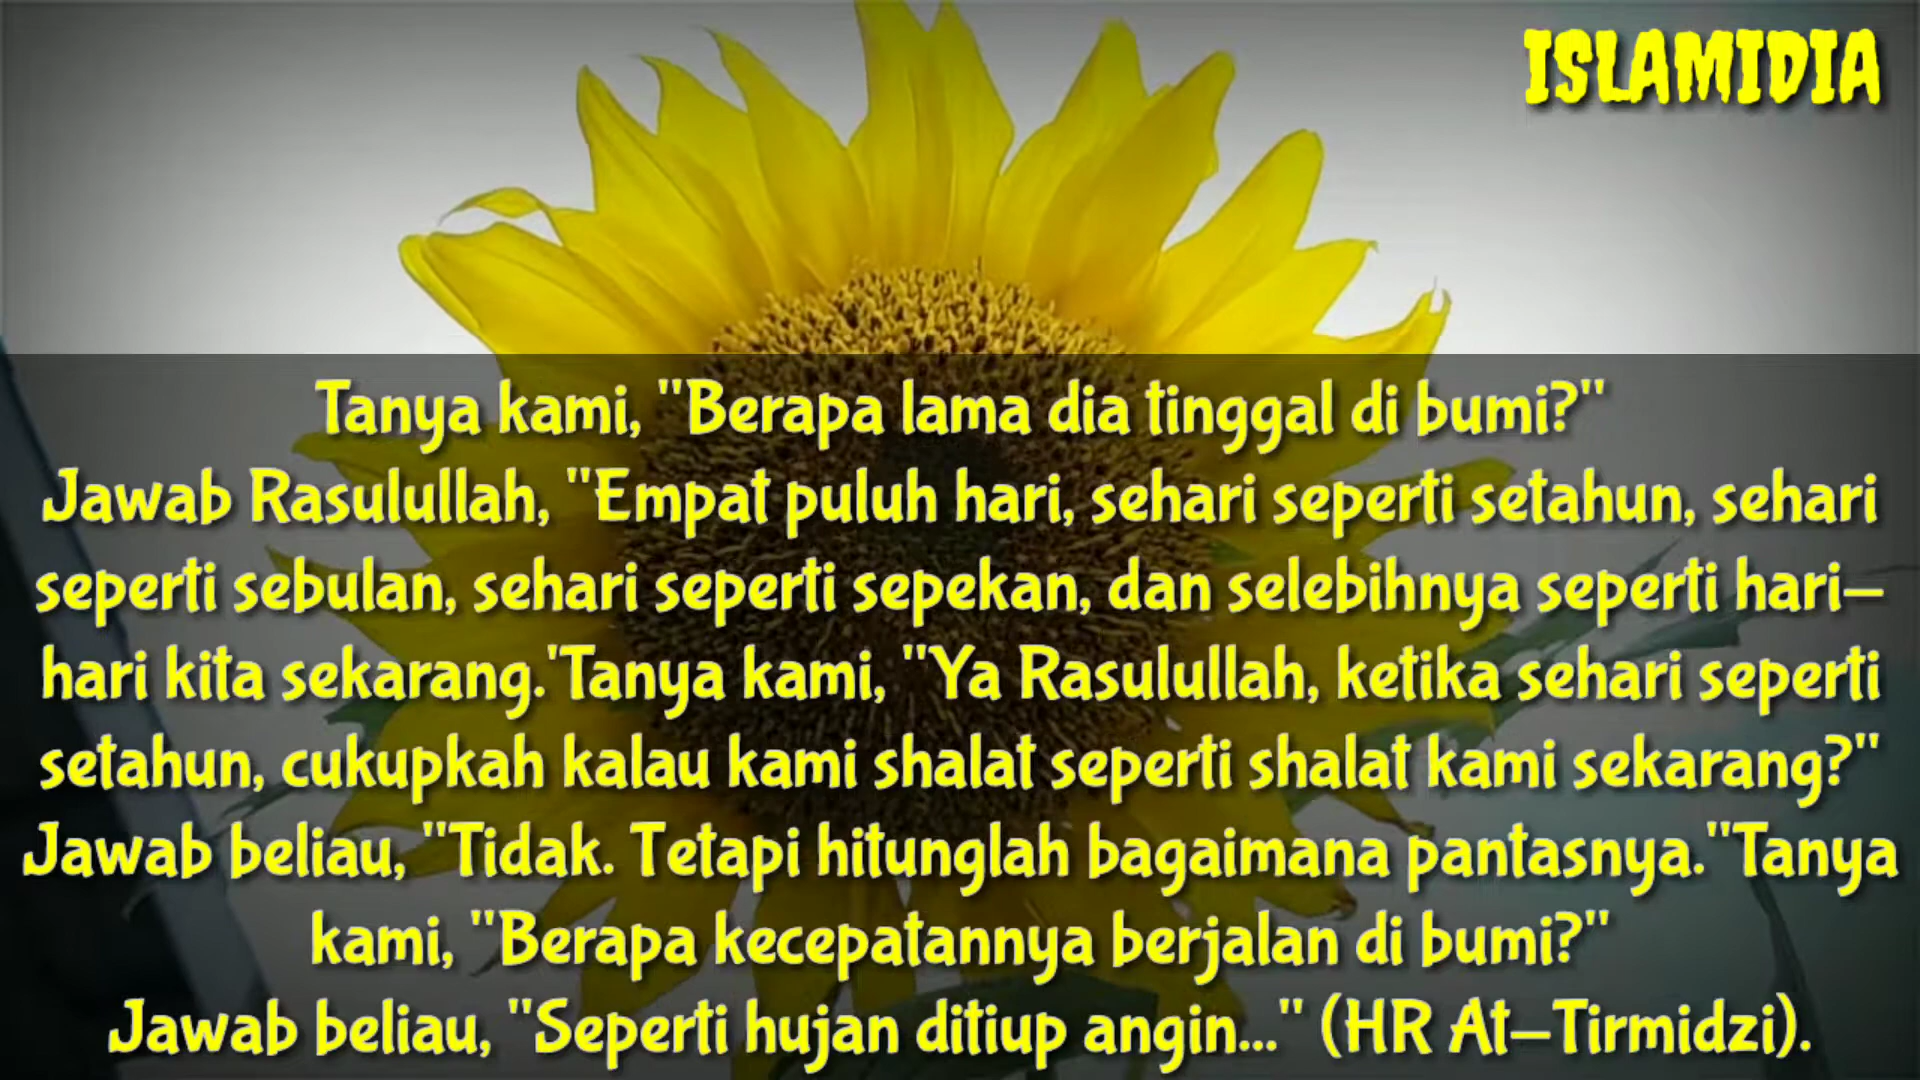 ISLAMIDIA
Tanya kami, "Berapa lama dia tinggal di bumi?"
Jawab Rasulullah, "Empat puluh hari, sehari seperti setahun, sehari
seperti sebulan, sehari seperti sepekan, dan selebihnya seperti hari-
hari kita sekarang.'Tanya kami, "Ya Rasulullah, ketika sehari seperti
setahun, cukupkah kalau kami shalat seperti shalat kami sekarang?"
Jawab beliau, "Tidak. Tetapi hitunglah bagaimana pantasnya."Tanya
kami, "Berapa kecepatannya berjalan di bumi?"
Jawab beliau, "Seperti hujan ditiup angin..." (HR At-Tirmidzi).